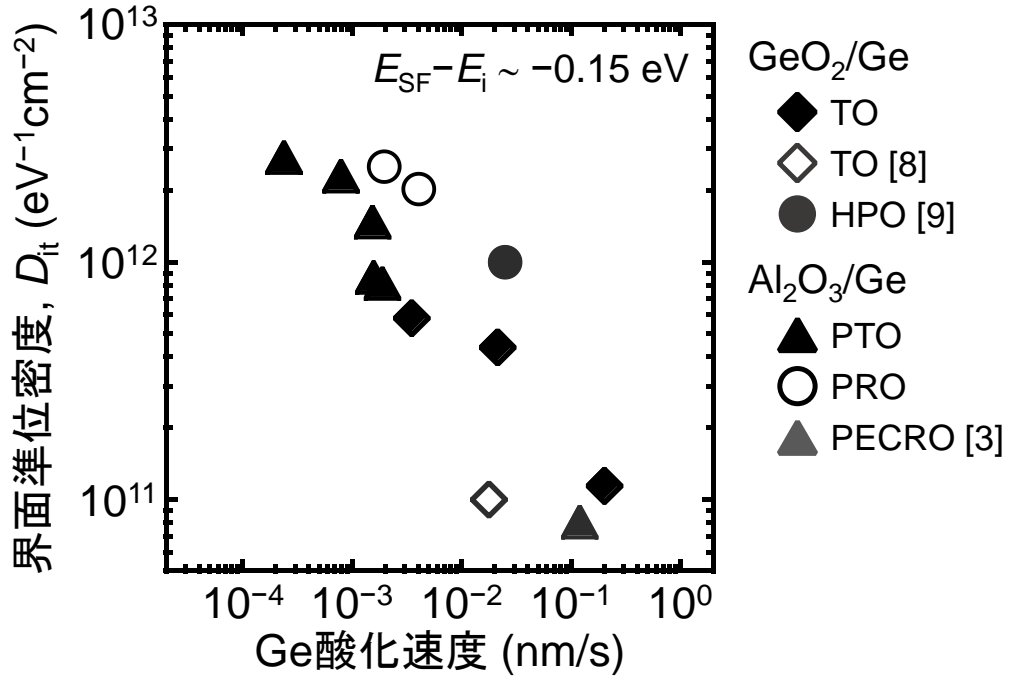 10¹³
10¹²
10¹¹
界面準位密度, D_it (eV⁻¹cm⁻²)
E_SF−E_i ~ −0.15 eV
10⁻⁴ 10⁻³ 10⁻² 10⁻¹ 10⁰
Ge酸化速度 (nm/s)
GeO₂/Ge
TO
TO [8]
HPO [9]
Al₂O₃/Ge
PTO
PRO
PECRO [3]